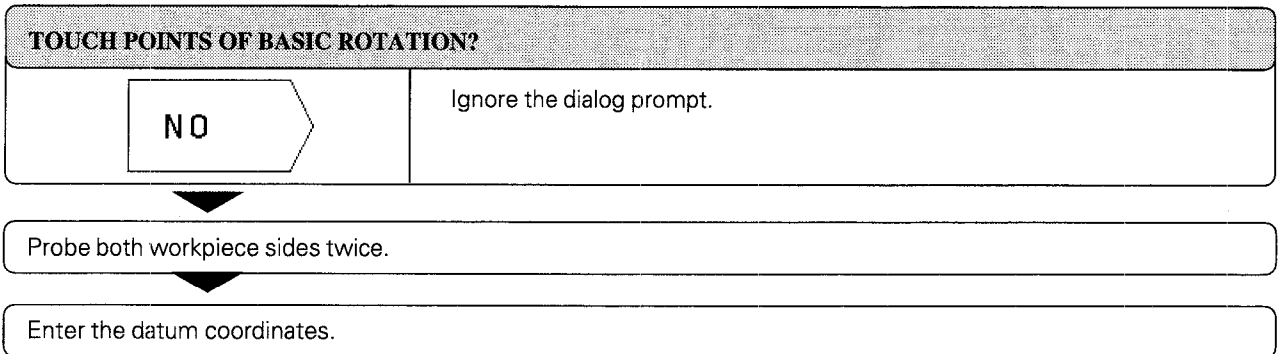 TOUCH POINTS OF BASIC ROTATION?
NO
Ignore the dialog prompt.
Probe both workpiece sides twice.
Enter the datum coordinates.